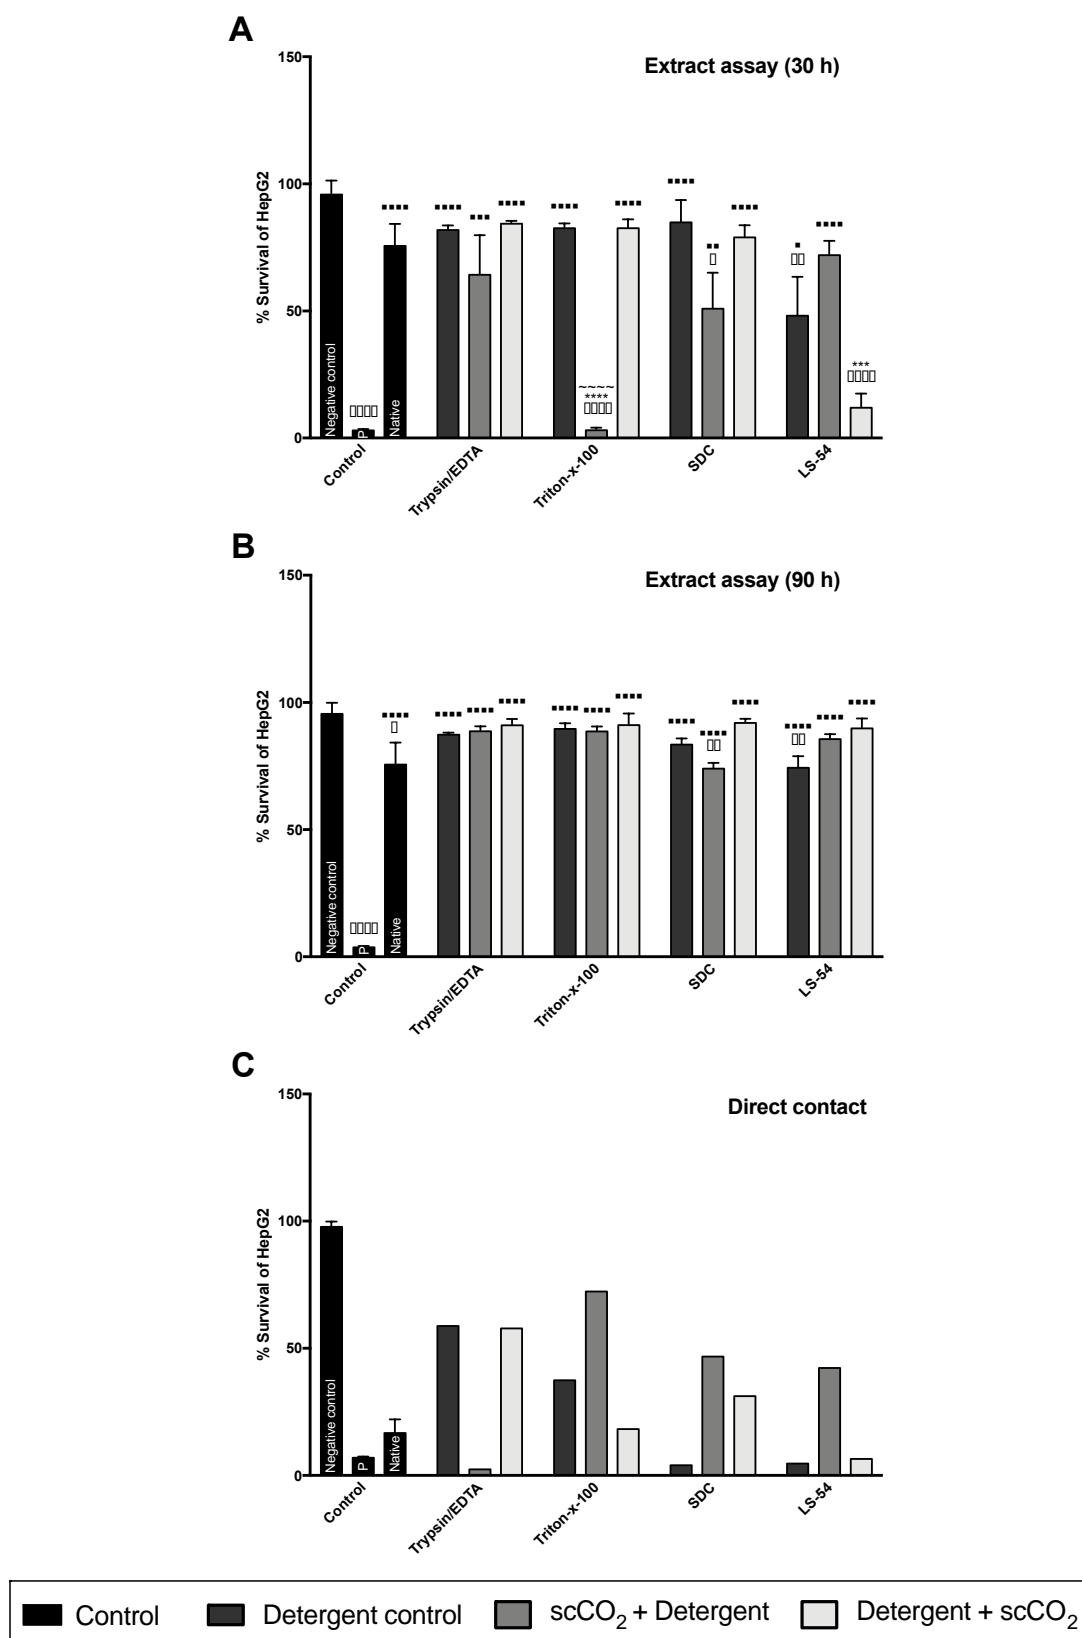 A
Extract assay (30 h)
% Survival of HepG2
150
100
50
0
Negative control
P
Native
▯▯▯▯
▪▪▪▪
▪▪▪▪
▪▪▪
▪▪▪▪
▪▪▪▪
~~~~
****
▯▯▯▯
▪▪▪▪
▪▪▪▪
▪▪
▯
▪▪▪▪
▪
▯▯
▪▪▪▪
***
▯▯▯▯
Control
Trypsin/EDTA
Triton-x-100
SDC
LS-54
B
Extract assay (90 h)
% Survival of HepG2
150
100
50
0
Negative control
P
Native
▯▯▯▯
▪▪▪▪
▯
▪▪▪▪
▪▪▪▪
▪▪▪▪
▪▪▪▪
▪▪▪▪
▪▪▪▪
▪▪▪▪
▪▪▪▪
▯▯
▪▪▪▪
▪▪▪▪
▯▯
▪▪▪▪
▪▪▪▪
Control
Trypsin/EDTA
Triton-x-100
SDC
LS-54
C
Direct contact
% Survival of HepG2
150
100
50
0
Negative control
P
Native
Control
Trypsin/EDTA
Triton-x-100
SDC
LS-54
Control
Detergent control
scCO₂ + Detergent
Detergent + scCO₂